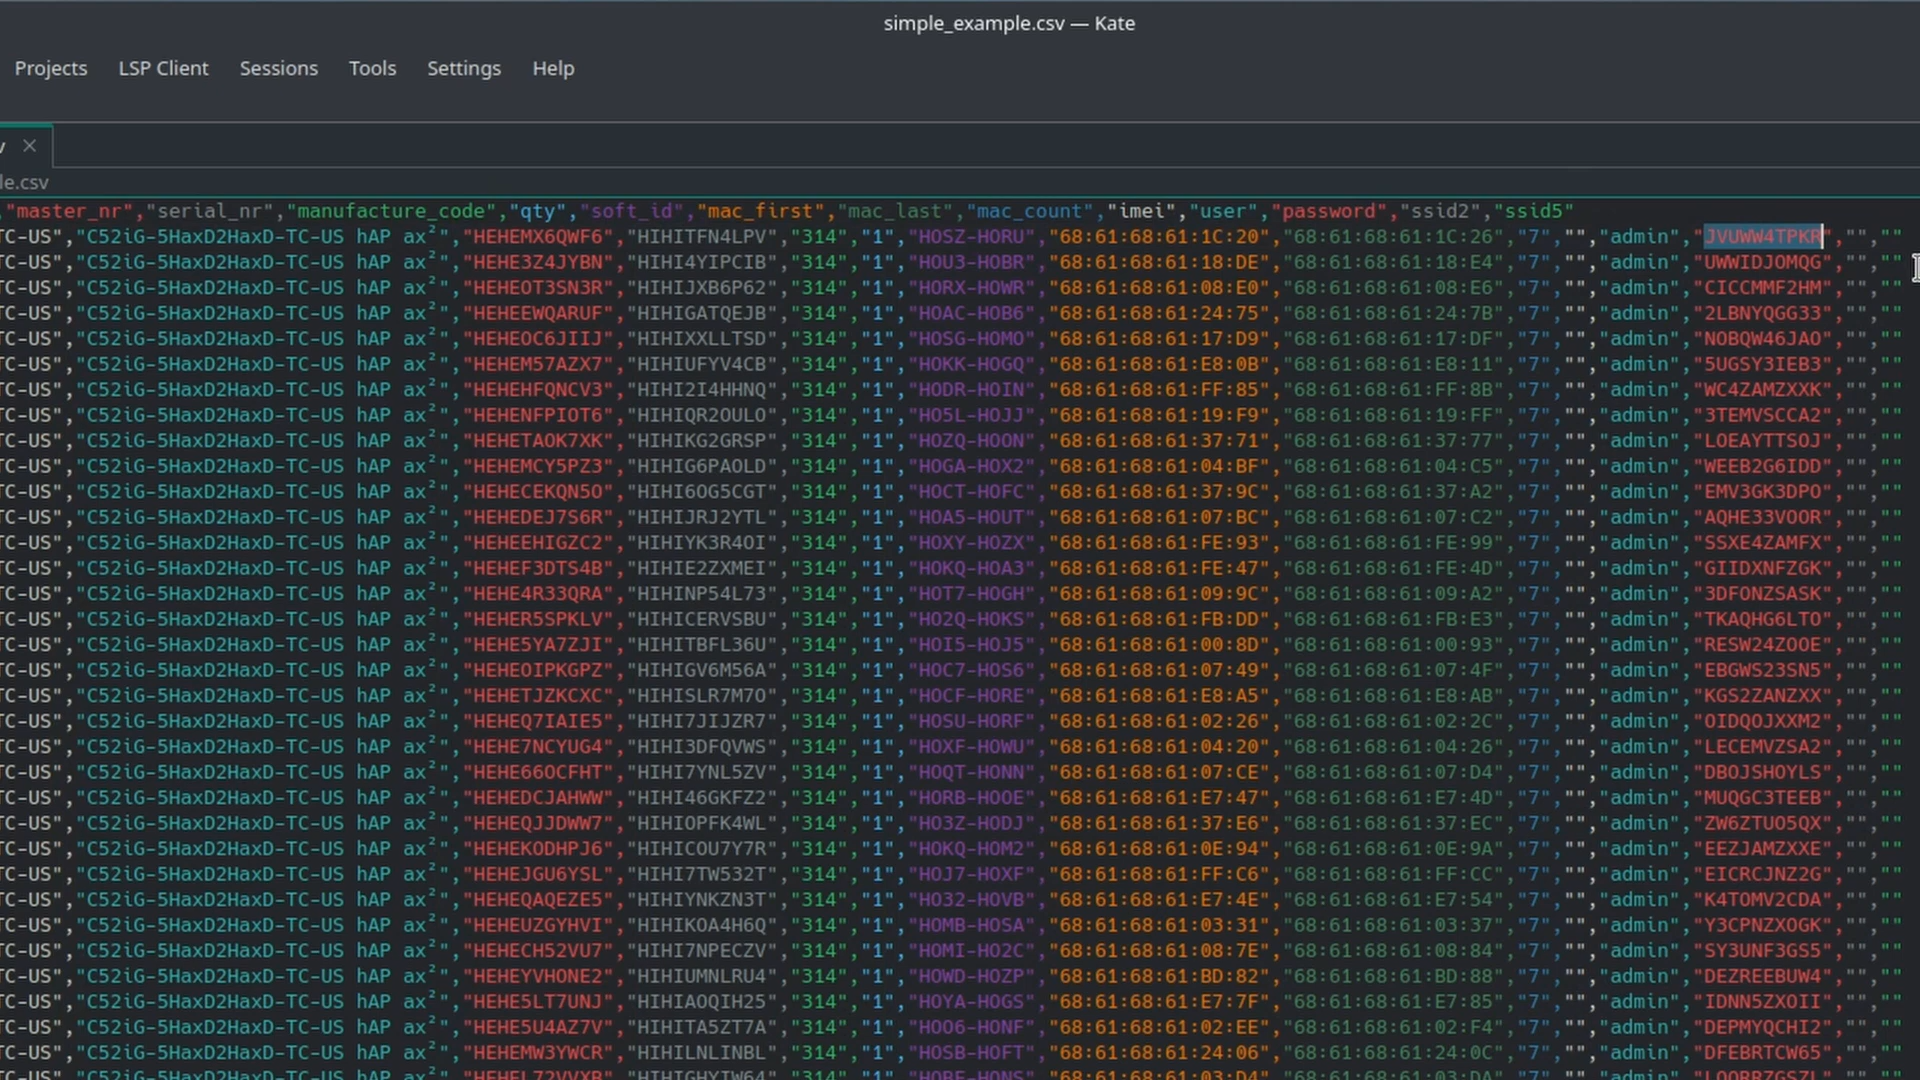 simple_example.csv — Kate
Projects LSP Client Sessions Tools Settings Help
v
le.csv
,"master_nr","serial_nr","manufacture_code","qty","soft_id","mac_first","mac_last","mac_count","imei","user","password","ssid2","ssid5"
TC-US","C52iG-5HaxD2HaxD-TC-US hAP ax²","HEHEMX6QWF6","HIHITFN4LPV","314","1","HOSZ-HORU","68:61:68:61:1C:20","68:61:68:61:1C:26","7","","admin","JVUWW4TPKR","",""
TC-US","C52iG-5HaxD2HaxD-TC-US hAP ax²","HEHE3Z4JYBN","HIHI4YIPCIB","314","1","HOU3-HOBR","68:61:68:61:18:DE","68:61:68:61:18:E4","7","","admin","UWWIDJOMQG","",""
TC-US","C52iG-5HaxD2HaxD-TC-US hAP ax²","HEHEOT3SN3R","HIHIJXB6P62","314","1","HORX-HOWR","68:61:68:61:08:E0","68:61:68:61:08:E6","7","","admin","CICCMMF2HM","",""
TC-US","C52iG-5HaxD2HaxD-TC-US hAP ax²","HEHEEWQARUF","HIHIGATQEJB","314","1","HOAC-HOB6","68:61:68:61:24:75","68:61:68:61:24:7B","7","","admin","2LBNYQGG33","",""
TC-US","C52iG-5HaxD2HaxD-TC-US hAP ax²","HEHEOC6JIIJ","HIHIXXLLTSD","314","1","HOSG-HOMO","68:61:68:61:17:D9","68:61:68:61:17:DF","7","","admin","NOBQW46JAO","",""
TC-US","C52iG-5HaxD2HaxD-TC-US hAP ax²","HEHEM57AZX7","HIHIUFYV4CB","314","1","HOKK-HOGQ","68:61:68:61:E8:0B","68:61:68:61:E8:11","7","","admin","5UGSY3IEB3","",""
TC-US","C52iG-5HaxD2HaxD-TC-US hAP ax²","HEHEHFQNCV3","HIHI2I4HHNQ","314","1","HODR-HOIN","68:61:68:61:FF:85","68:61:68:61:FF:8B","7","","admin","WC4ZAMZXXK","",""
TC-US","C52iG-5HaxD2HaxD-TC-US hAP ax²","HEHENFPIOT6","HIHIQR2OULO","314","1","HO5L-HOJJ","68:61:68:61:19:F9","68:61:68:61:19:FF","7","","admin","3TEMVSCCA2","",""
TC-US","C52iG-5HaxD2HaxD-TC-US hAP ax²","HEHETAOK7XK","HIHIKG2GRSP","314","1","HOZQ-HOON","68:61:68:61:37:71","68:61:68:61:37:77","7","","admin","LOEAYTTSOJ","",""
TC-US","C52iG-5HaxD2HaxD-TC-US hAP ax²","HEHEMCY5PZ3","HIHIG6PAOLD","314","1","HOGA-HOX2","68:61:68:61:04:BF","68:61:68:61:04:C5","7","","admin","WEEB2G6IDD","",""
TC-US","C52iG-5HaxD2HaxD-TC-US hAP ax²","HEHECEKQN5O","HIHI6OG5CGT","314","1","HOCT-HOFC","68:61:68:61:37:9C","68:61:68:61:37:A2","7","","admin","EMV3GK3DPO","",""
TC-US","C52iG-5HaxD2HaxD-TC-US hAP ax²","HEHEDEJ7S6R","HIHIJRJ2YTL","314","1","HOA5-HOUT","68:61:68:61:07:BC","68:61:68:61:07:C2","7","","admin","AQHE33VOOR","",""
TC-US","C52iG-5HaxD2HaxD-TC-US hAP ax²","HEHEEHIGZC2","HIHIYK3R4OI","314","1","HOXY-HOZX","68:61:68:61:FE:93","68:61:68:61:FE:99","7","","admin","SSXE4ZAMFX","",""
TC-US","C52iG-5HaxD2HaxD-TC-US hAP ax²","HEHEF3DTS4B","HIHIE2ZXMEI","314","1","HOKQ-HOA3","68:61:68:61:FE:47","68:61:68:61:FE:4D","7","","admin","GIIDXNFZGK","",""
TC-US","C52iG-5HaxD2HaxD-TC-US hAP ax²","HEHE4R33QRA","HIHINP54L73","314","1","HOT7-HOGH","68:61:68:61:09:9C","68:61:68:61:09:A2","7","","admin","3DFONZSASK","",""
TC-US","C52iG-5HaxD2HaxD-TC-US hAP ax²","HEHER5SPKLV","HIHICERVSBU","314","1","HO2Q-HOKS","68:61:68:61:FB:DD","68:61:68:61:FB:E3","7","","admin","TKAQHG6LTO","",""
TC-US","C52iG-5HaxD2HaxD-TC-US hAP ax²","HEHE5YA7ZJI","HIHITBFL36U","314","1","HOI5-HOJ5","68:61:68:61:00:8D","68:61:68:61:00:93","7","","admin","RESW24ZOOE","",""
TC-US","C52iG-5HaxD2HaxD-TC-US hAP ax²","HEHEOIPKGPZ","HIHIGV6M56A","314","1","HOC7-HOS6","68:61:68:61:07:49","68:61:68:61:07:4F","7","","admin","EBGWS23SN5","",""
TC-US","C52iG-5HaxD2HaxD-TC-US hAP ax²","HEHETJZKCXC","HIHISLR7M7O","314","1","HOCF-HORE","68:61:68:61:E8:A5","68:61:68:61:E8:AB","7","","admin","KGS2ZANZXX","",""
TC-US","C52iG-5HaxD2HaxD-TC-US hAP ax²","HEHEQ7IAIE5","HIHI7JIJZR7","314","1","HOSU-HORF","68:61:68:61:02:26","68:61:68:61:02:2C","7","","admin","OIDQOJXXM2","",""
TC-US","C52iG-5HaxD2HaxD-TC-US hAP ax²","HEHE7NCYUG4","HIHI3DFQVWS","314","1","HOXF-HOWU","68:61:68:61:04:20","68:61:68:61:04:26","7","","admin","LECEMVZSA2","",""
TC-US","C52iG-5HaxD2HaxD-TC-US hAP ax²","HEHE66OCFHT","HIHI7YNL5ZV","314","1","HOQT-HONN","68:61:68:61:07:CE","68:61:68:61:07:D4","7","","admin","DBOJSHOYLS","",""
TC-US","C52iG-5HaxD2HaxD-TC-US hAP ax²","HEHEDCJAHWW","HIHI46GKFZ2","314","1","HORB-HOOE","68:61:68:61:E7:47","68:61:68:61:E7:4D","7","","admin","MUQGC3TEEB","",""
TC-US","C52iG-5HaxD2HaxD-TC-US hAP ax²","HEHEQJJDWW7","HIHIOPFK4WL","314","1","HO3Z-HODJ","68:61:68:61:37:E6","68:61:68:61:37:EC","7","","admin","ZW6ZTUO5QX","",""
TC-US","C52iG-5HaxD2HaxD-TC-US hAP ax²","HEHEKODHPJ6","HIHICOU7Y7R","314","1","HOKQ-HOM2","68:61:68:61:0E:94","68:61:68:61:0E:9A","7","","admin","EEZJAMZXXE","",""
TC-US","C52iG-5HaxD2HaxD-TC-US hAP ax²","HEHEJGU6YSL","HIHI7TW532T","314","1","HOJ7-HOXF","68:61:68:61:FF:C6","68:61:68:61:FF:CC","7","","admin","EICRCJNZ2G","",""
TC-US","C52iG-5HaxD2HaxD-TC-US hAP ax²","HEHEQAQEZE5","HIHIYNKZN3T","314","1","HO32-HOVB","68:61:68:61:E7:4E","68:61:68:61:E7:54","7","","admin","K4TOMV2CDA","",""
TC-US","C52iG-5HaxD2HaxD-TC-US hAP ax²","HEHEUZGYHVI","HIHIKOA4H6Q","314","1","HOMB-HOSA","68:61:68:61:03:31","68:61:68:61:03:37","7","","admin","Y3CPNZXOGK","",""
TC-US","C52iG-5HaxD2HaxD-TC-US hAP ax²","HEHECH52VU7","HIHI7NPECZV","314","1","HOMI-HO2C","68:61:68:61:08:7E","68:61:68:61:08:84","7","","admin","SY3UNF3GS5","",""
TC-US","C52iG-5HaxD2HaxD-TC-US hAP ax²","HEHEYVHONE2","HIHIUMNLRU4","314","1","HOWD-HOZP","68:61:68:61:BD:82","68:61:68:61:BD:88","7","","admin","DEZREEBUW4","",""
TC-US","C52iG-5HaxD2HaxD-TC-US hAP ax²","HEHE5LT7UNJ","HIHIAOQIH25","314","1","HOYA-HOGS","68:61:68:61:E7:7F","68:61:68:61:E7:85","7","","admin","IDNN5ZXOII","",""
TC-US","C52iG-5HaxD2HaxD-TC-US hAP ax²","HEHE5U4AZ7V","HIHITA5ZT7A","314","1","HOO6-HONF","68:61:68:61:02:EE","68:61:68:61:02:F4","7","","admin","DEPMYQCHI2","",""
TC-US","C52iG-5HaxD2HaxD-TC-US hAP ax²","HEHEMW3YWCR","HIHILNLINBL","314","1","HOSB-HOFT","68:61:68:61:24:06","68:61:68:61:24:0C","7","","admin","DFEBRTCW65","",""